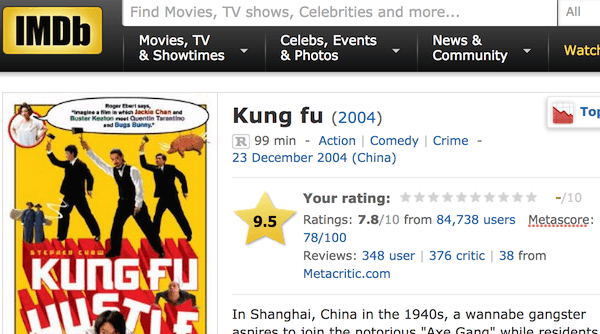 IMDb
Find Movies, TV shows, Celebrities and more...
All
Movies, TV
& Showtimes
Celebs, Events
& Photos
News &
Community
Watch
Roger Ebert says,
"Imagine a film in which Jackie Chan and
Buster Keaton meet Quentin Tarantino
and Bugs Bunny."
STEPHEN CHOW
KUNG FU
HUSTLE
Kung fu (2004)
Top
R 99 min - Action | Comedy | Crime -
23 December 2004 (China)
9.5
Your rating: -/10
Ratings: 7.8/10 from 84,738 users Metascore:
78/100
Reviews: 348 user | 376 critic | 38 from
Metacritic.com
In Shanghai, China in the 1940s, a wannabe gangster
aspires to join the notorious "Axe Gang" while residents